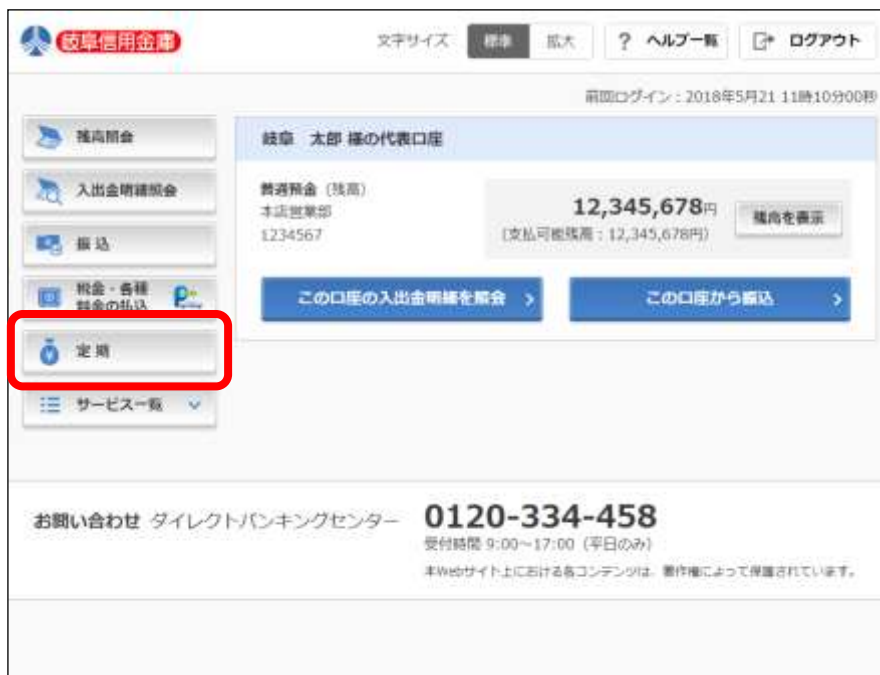 岐阜信用金庫
文字サイズ 標準 拡大 ? ヘルプ一覧 ログアウト
前回ログイン：2018年5月21 11時10分00秒
残高照会
入出金明細照会
振込
税金・各種
料金の払込
定期
サービス一覧
岐阜 太郎 様の代表口座
普通預金（残高）
本店営業部
1234567
12,345,678円
（支払可能残高：12,345,678円）
残高を表示
この口座の入出金明細を照会
この口座から振込
お問い合わせ ダイレクトバンキングセンター
0120-334-458
受付時間 9:00～17:00（平日のみ）
本Webサイト上における各コンテンツは、著作権によって保護されています。